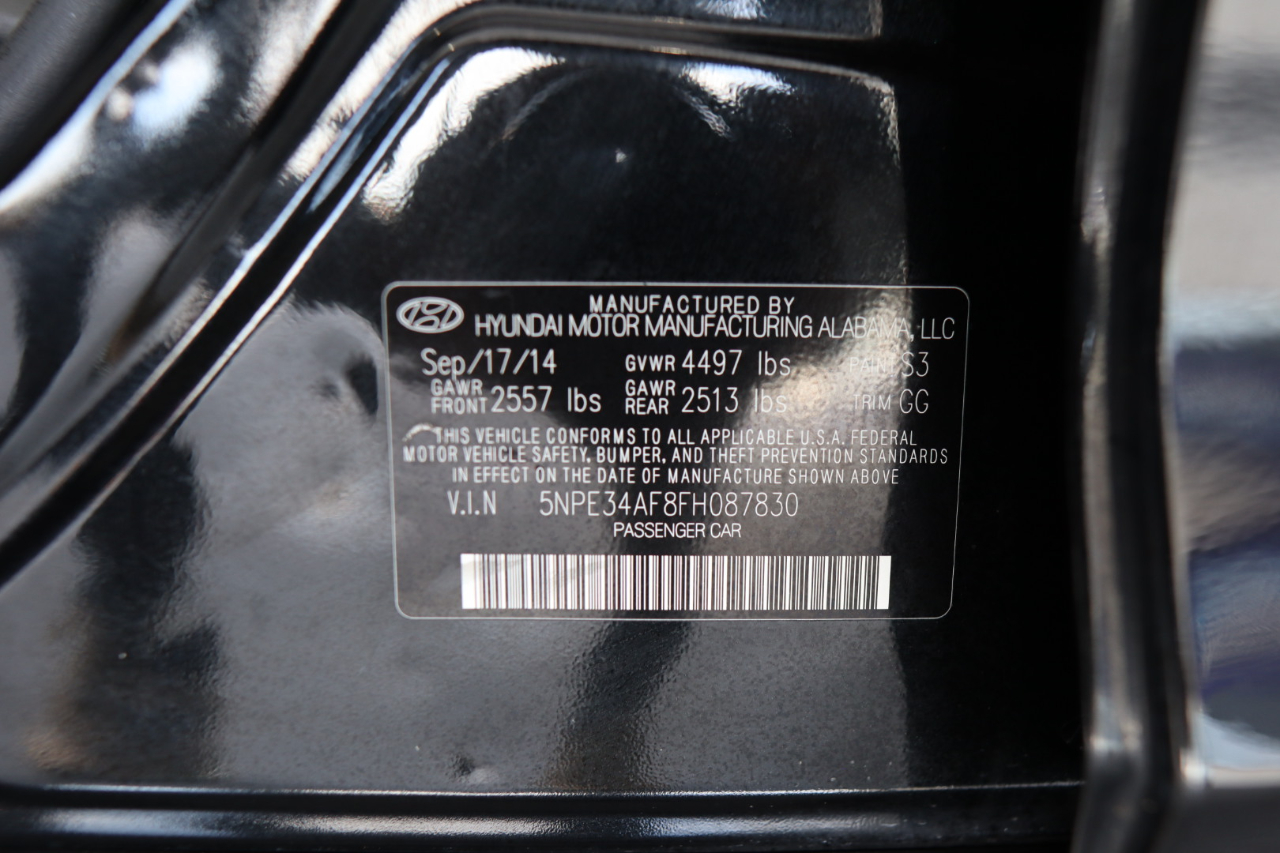 MANUFACTURED BY
HYUNDAI MOTOR MANUFACTURING ALABAMA, LLC
Sep/17/14 GVWR 4497 lbs PAINT S3
GAWR FRONT 2557 lbs GAWR REAR 2513 lbs TRIM GG
THIS VEHICLE CONFORMS TO ALL APPLICABLE U.S.A. FEDERAL
MOTOR VEHICLE SAFETY, BUMPER, AND THEFT PREVENTION STANDARDS
IN EFFECT ON THE DATE OF MANUFACTURE SHOWN ABOVE
V.I.N 5NPE34AF8FH087830
PASSENGER CAR